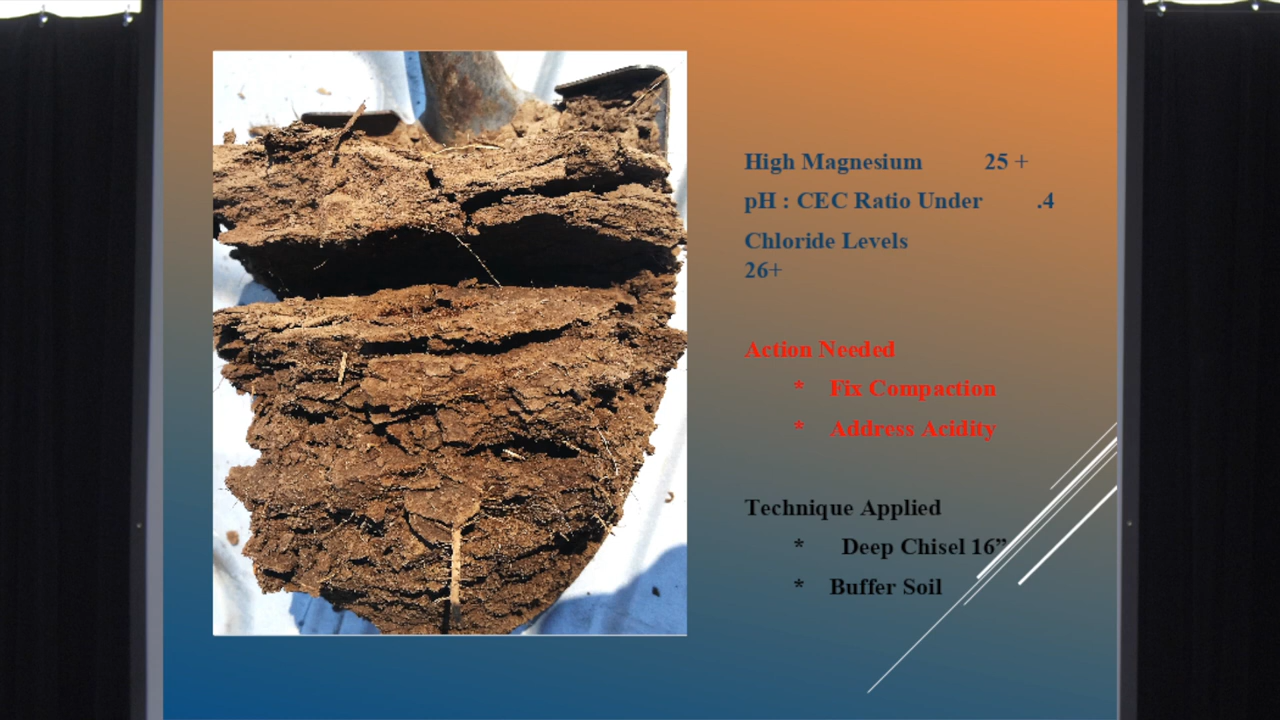 High Magnesium 25 +
pH : CEC Ratio Under .4
Chloride Levels
26+
Action Needed
* Fix Compaction
* Address Acidity
Technique Applied
* Deep Chisel 16”
* Buffer Soil